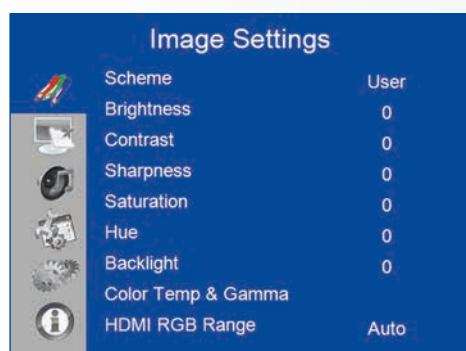 Image Settings
Scheme User
Brightness 0
Contrast 0
Sharpness 0
Saturation 0
Hue 0
Backlight 0
Color Temp & Gamma
HDMI RGB Range Auto